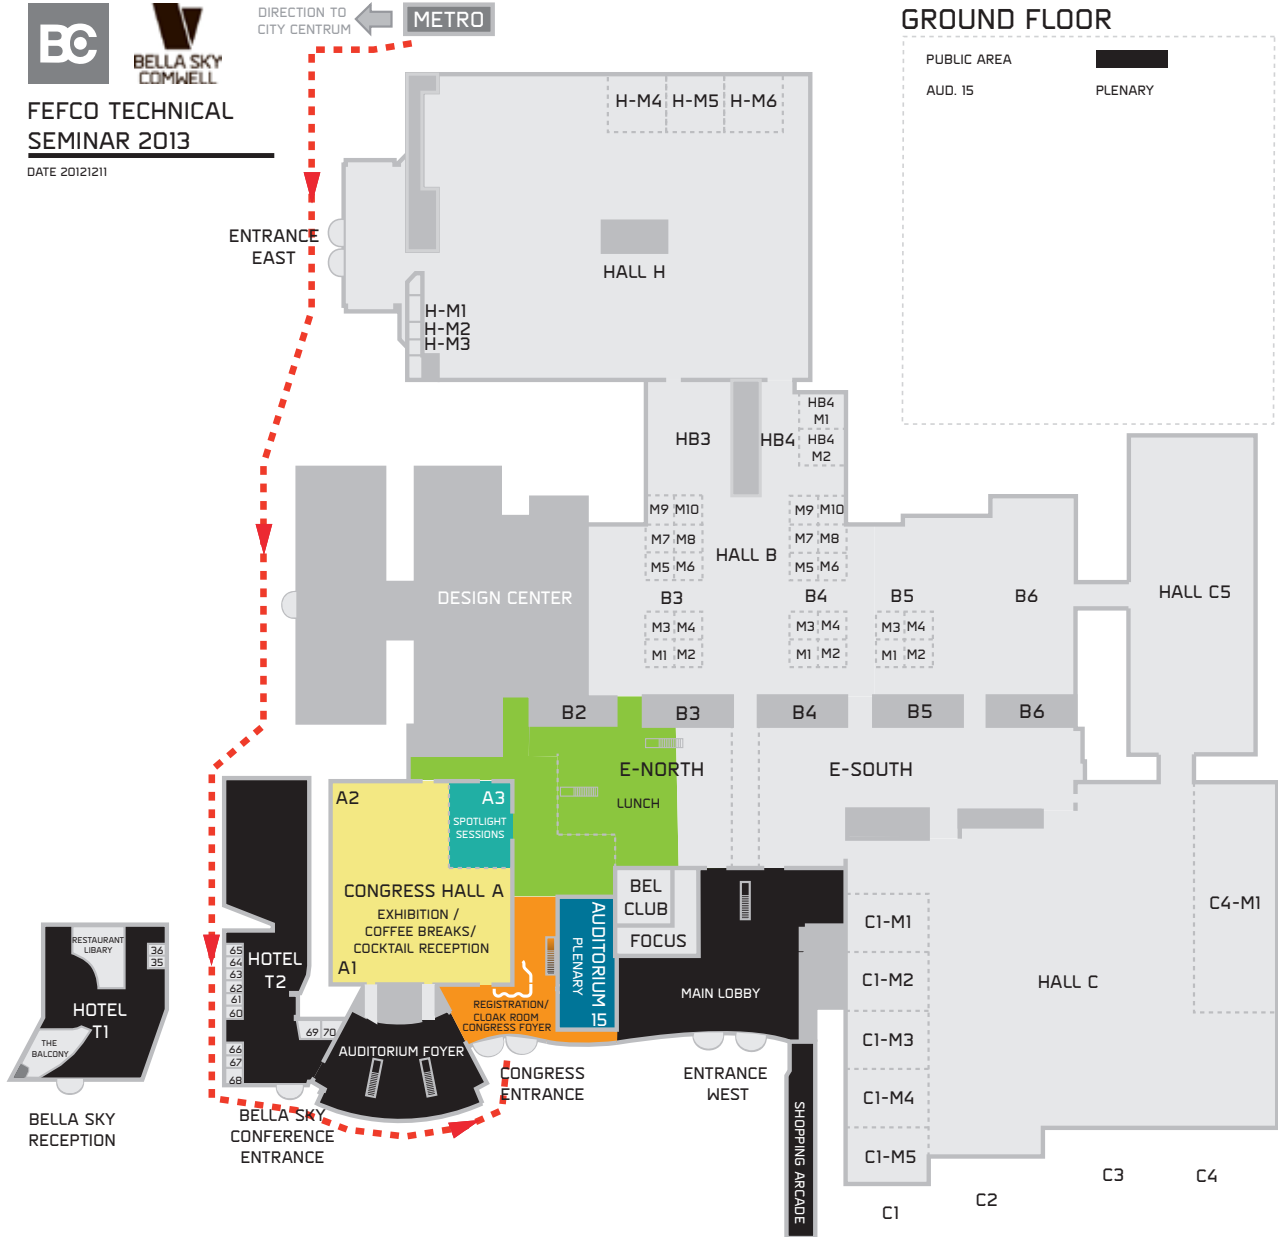 BC
BELLA SKY
COMWELL
DIRECTION TO
CITY CENTRUM
METRO
GROUND FLOOR
PUBLIC AREA
AUD. 15
PLENARY
FEFCO TECHNICAL
SEMINAR 2013
DATE 20121211
H-M4
H-M5
H-M6
ENTRANCE
EAST
HALL H
H-M1
H-M2
H-M3
HB3
HB4
HB4
M1
HB4
M2
M9 M10
M7 M8
M5 M6
HALL B
M9 M10
M7 M8
M5 M6
B3
M3 M4
M1 M2
B4
M3 M4
M1 M2
B5
M3 M4
M1 M2
B6
HALL C5
DESIGN CENTER
B2
B3
B4
B5
B6
E-NORTH
LUNCH
E-SOUTH
A2
A3
SPOTLIGHT
SESSIONS
CONGRESS HALL A
EXHIBITION /
COFFEE BREAKS/
COCKTAIL RECEPTION
A1
BEL
CLUB
FOCUS
AUDITORIUM 15
PLENARY
MAIN LOBBY
REGISTRATION/
CLOAK ROOM
CONGRESS FOYER
AUDITORIUM FOYER
C1-M1
C1-M2
C1-M3
C1-M4
C1-M5
HALL C
C4-M1
RESTAURANT
LIBARY
36
35
HOTEL
T1
THE
BALCONY
65
64
63
62
61
60
HOTEL
T2
69 70
66
67
68
BELLA SKY
RECEPTION
BELLA SKY
CONFERENCE
ENTRANCE
CONGRESS
ENTRANCE
ENTRANCE
WEST
SHOPPING ARCADE
C1
C2
C3
C4